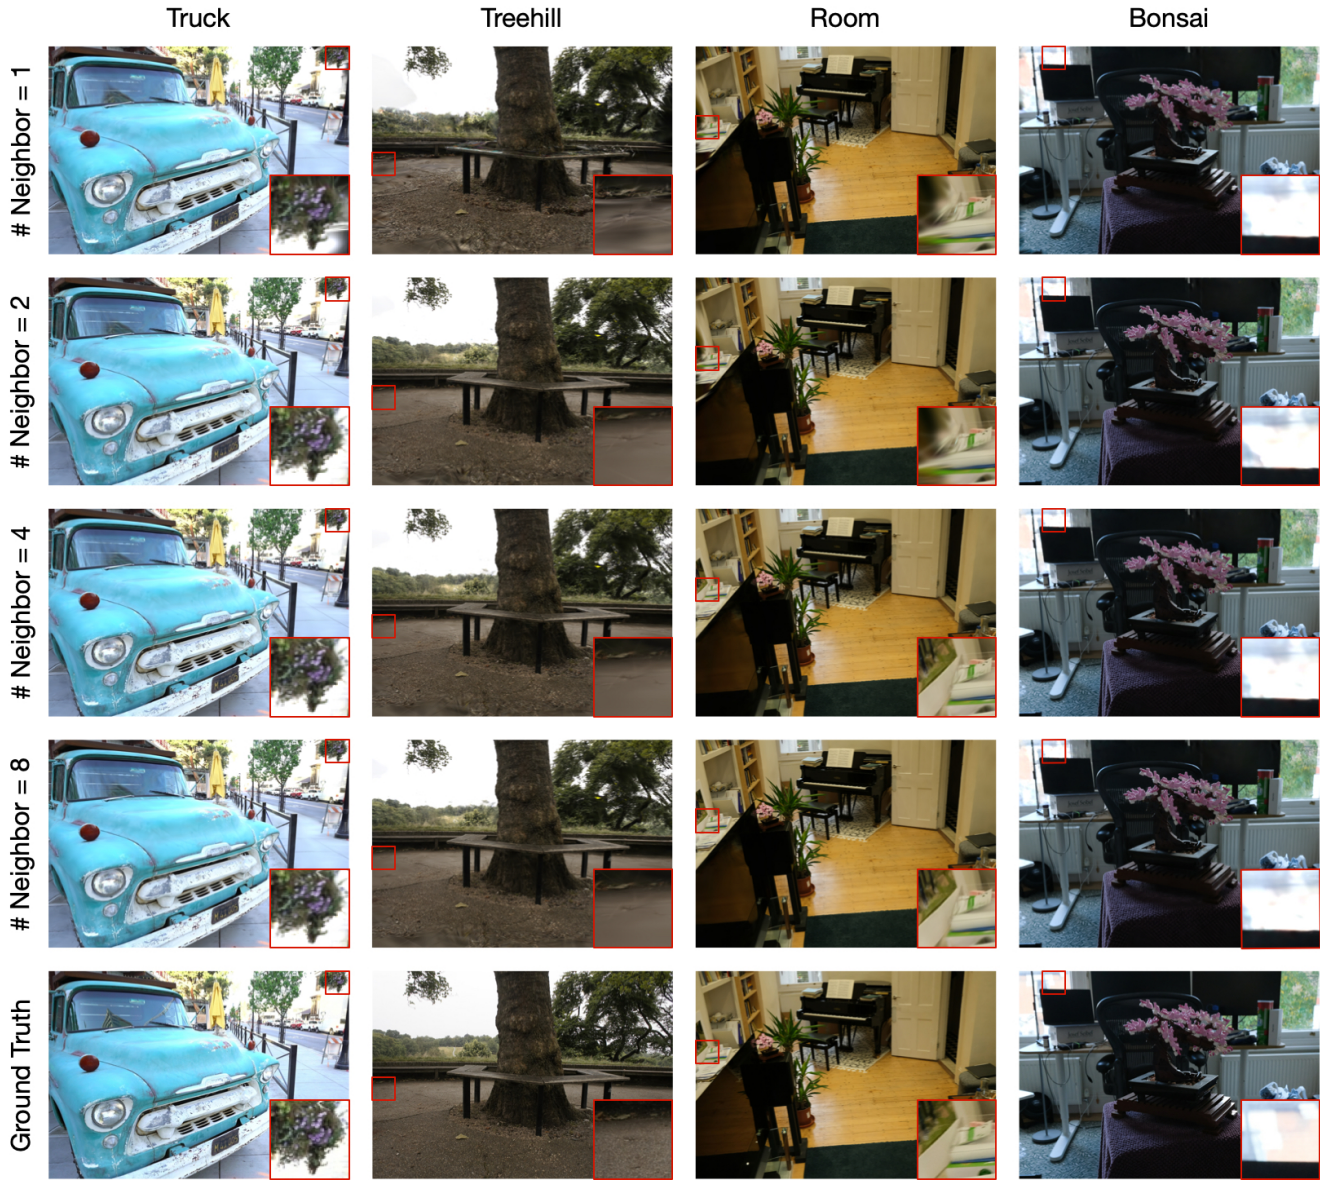 Truck Treehill Room Bonsai
# Neighbor = 1
# Neighbor = 2
# Neighbor = 4
# Neighbor = 8
Ground Truth